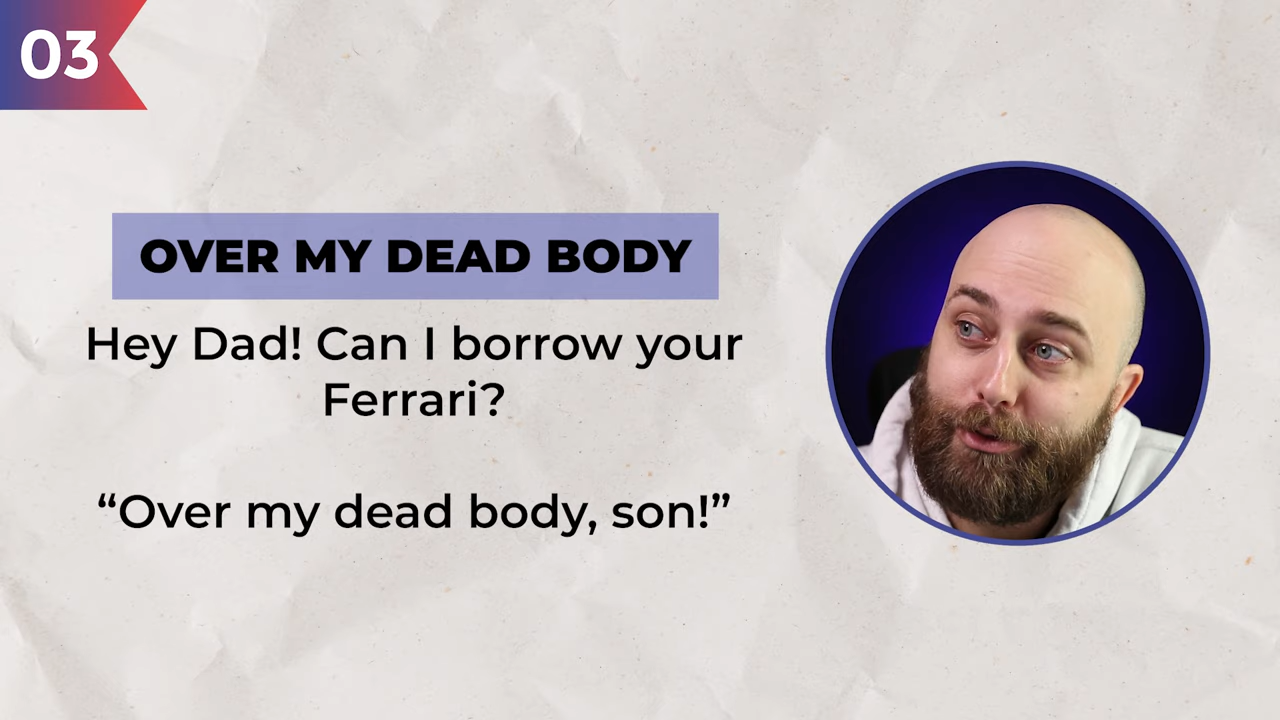 03
OVER MY DEAD BODY
Hey Dad! Can I borrow your
Ferrari?
“Over my dead body, son!”